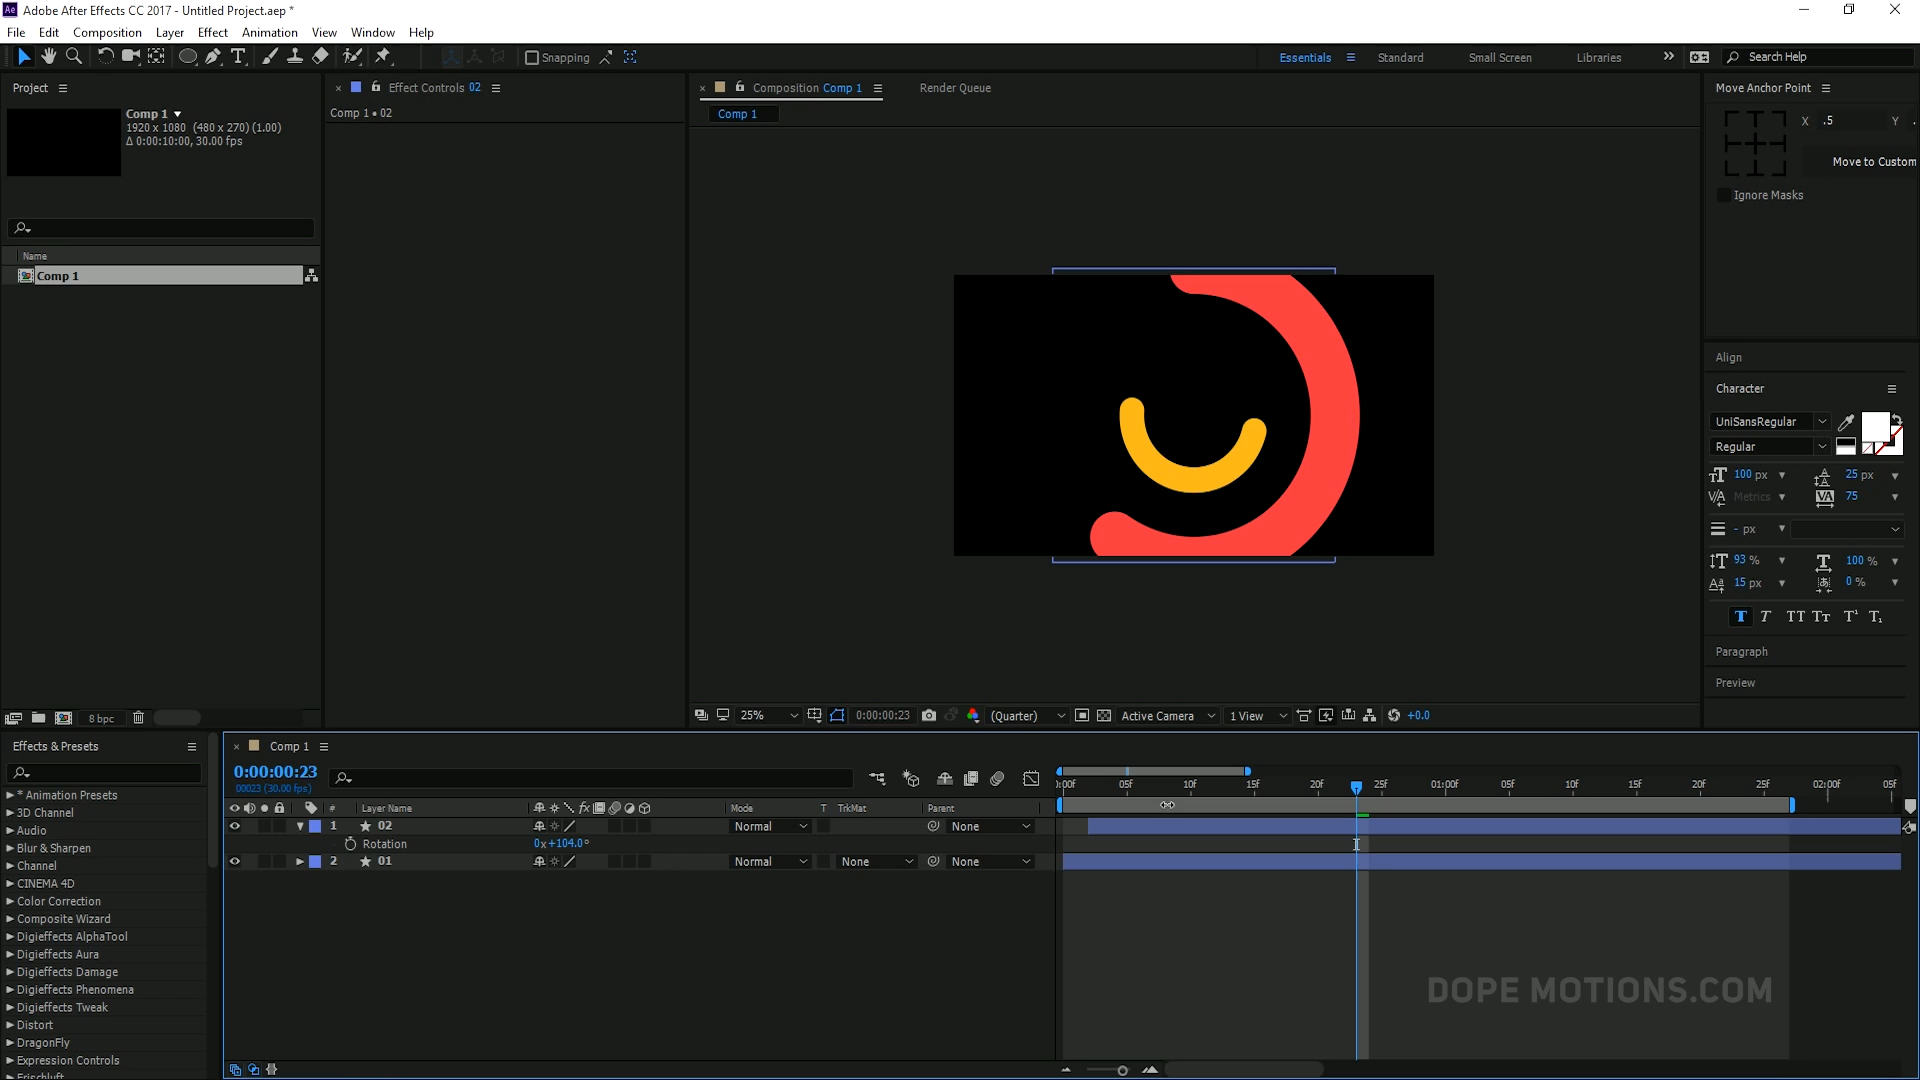 Adobe After Effects CC 2017 - Untitled Project.aep *
File Edit Composition Layer Effect Animation View Window Help
Snapping
Essentials Standard Small Screen Libraries
Search Help
Project
Comp 1
1920 x 1080 (480 x 270) (1.00)
Δ 0:00:10:00, 30.00 fps
Name
Comp 1
8 bpc
Effect Controls 02
Comp 1 • 02
Composition Comp 1
Render Queue
Comp 1
25%
0:00:00:23
(Quarter)
Active Camera
1 View
+0.0
Move Anchor Point
X .5 Y .
Move to Custom
Ignore Masks
Align
Character
UniSansRegular
Regular
100 px 25 px
Metrics 75
- px
93 % 100 %
15 px 0 %
T T TT Tт T¹ T₁
Paragraph
Preview
Effects & Presets
* Animation Presets
3D Channel
Audio
Blur & Sharpen
Channel
CINEMA 4D
Color Correction
Composite Wizard
Digieffects AlphaTool
Digieffects Aura
Digieffects Damage
Digieffects Phenomena
Digieffects Tweak
Distort
DragonFly
Expression Controls
Frischluft
Comp 1
0:00:00:23
00023 (30.00 fps)
# Layer Name Mode T TrkMat Parent
1 02 Normal None
Rotation 0x+104.0°
2 01 Normal None None
):00f 05f 10f 15f 20f 25f 01:00f 05f 10f 15f 20f 25f 02:00f 05f
DOPE MOTIONS.COM